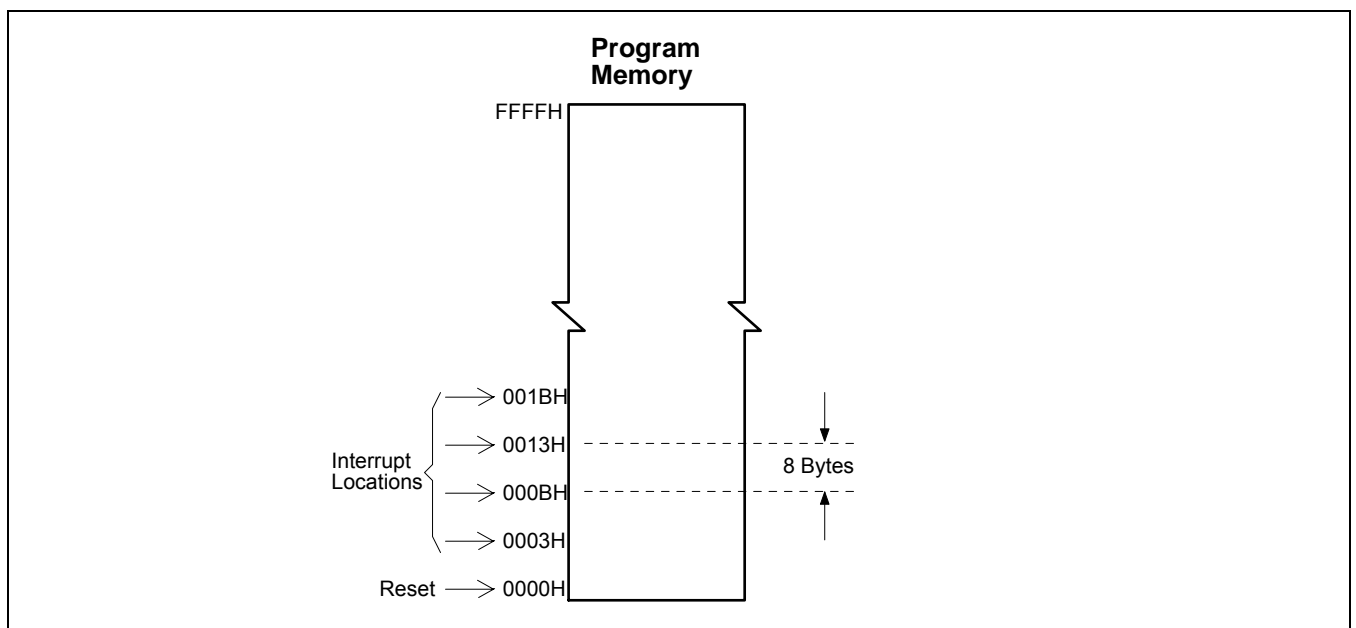 Program
Memory
FFFFH
001BH
0013H
8 Bytes
Interrupt
Locations
000BH
0003H
Reset
0000H